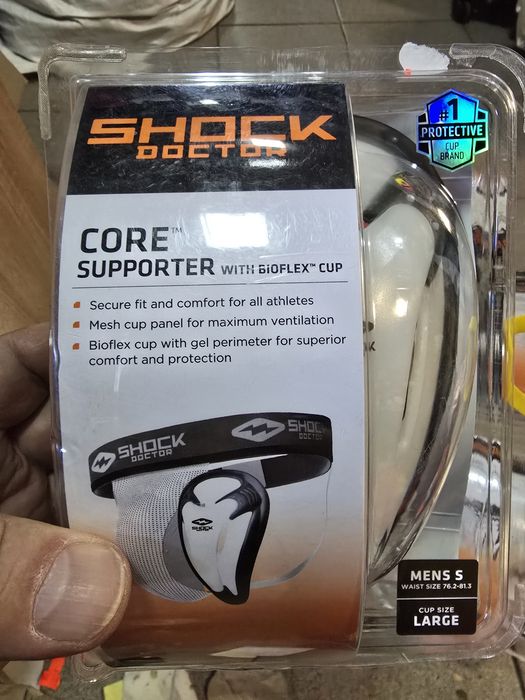 SHOCK
DOCTOR
#1
PROTECTIVE
CUP
BRAND
CORE™
SUPPORTER WITH BIOFLEX™ CUP
Secure fit and comfort for all athletes
Mesh cup panel for maximum ventilation
Bioflex cup with gel perimeter for superior
comfort and protection
SHOCK
DOCTOR
SHOCK
SHOCK
MENS S
WAIST SIZE 76.2-81.3
CUP SIZE
LARGE